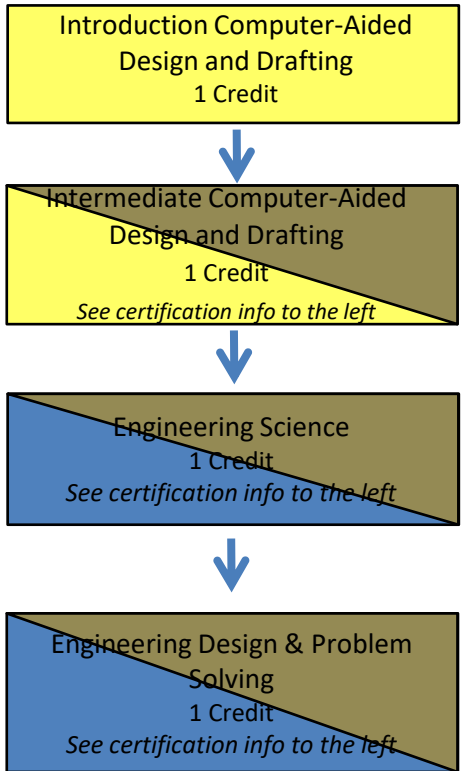 Introduction Computer-Aided
Design and Drafting
1 Credit
Intermediate Computer-Aided
Design and Drafting
1 Credit
See certification info to the left
Engineering Science
1 Credit
See certification info to the left
Engineering Design & Problem
Solving
1 Credit
See certification info to the left